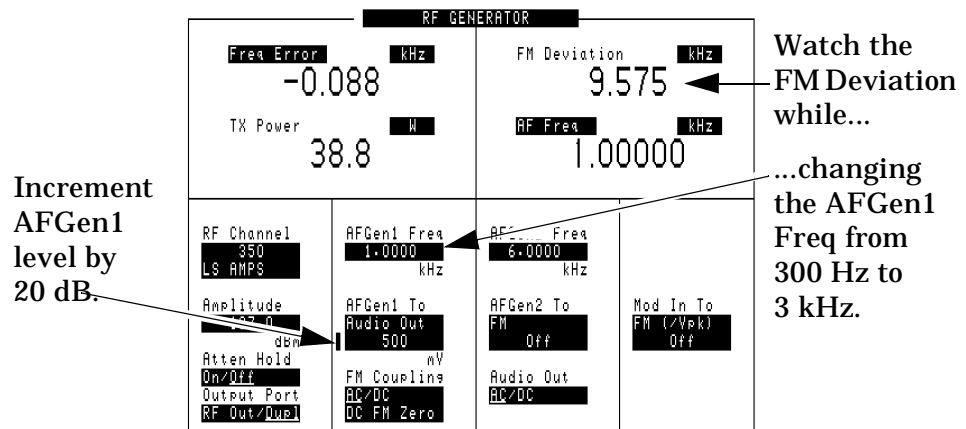 RF GENERATOR
Freq Error kHz
-0.088
FM Deviation kHz
9.575
TX Power W
38.8
AF Freq kHz
1.00000
Watch the
FM Deviation
while...
...changing
the AFGen1
Freq from
300 Hz to
3 kHz.
Increment
AFGen1
level by
20 dB.
RF Channel
350
LS AMPS
Amplitude
dBm
Atten Hold
On/Off
Output Port
RF Out/Dupl
AFGen1 Freq
1.0000
kHz
AFGen1 To
Audio Out
500
mV
FM Coupling
AC/DC
DC FM Zero
Freq
6.0000
kHz
AFGen2 To
FM
Off
Audio Out
AC/DC
Mod In To
FM (/Vpk)
Off